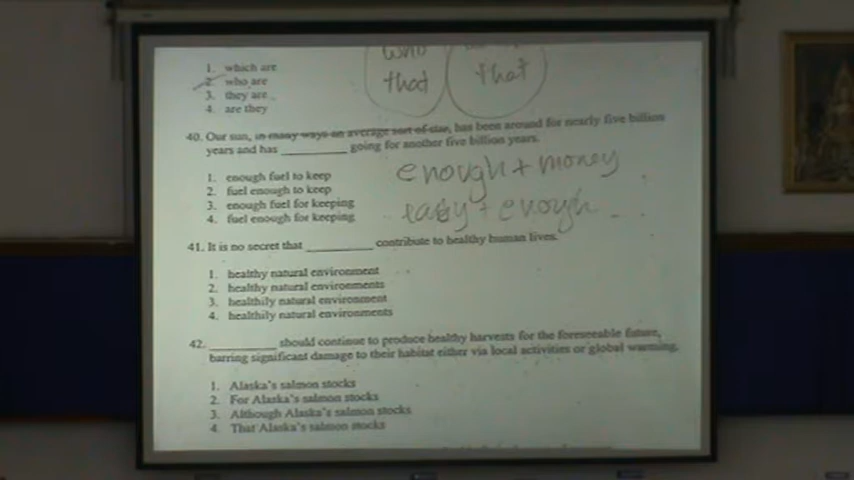 who
that
that
1. which are
2. who are
3. they are
4. are they
40. Our sun, in many ways an average sort of star, has been around for nearly five billion
years and has ________ going for another five billion years.
1. enough fuel to keep
2. fuel enough to keep
3. enough fuel for keeping
4. fuel enough for keeping
enough + money
easy + enough
41. It is no secret that ________ contribute to healthy human lives.
1. healthy natural environment
2. healthy natural environments
3. healthily natural environment
4. healthily natural environments
42. ________ should continue to produce healthy harvests for the foreseeable future,
barring significant damage to their habitat either via local activities or global warming.
1. Alaska's salmon stocks
2. For Alaska's salmon stocks
3. Although Alaska's salmon stocks
4. That Alaska's salmon stocks